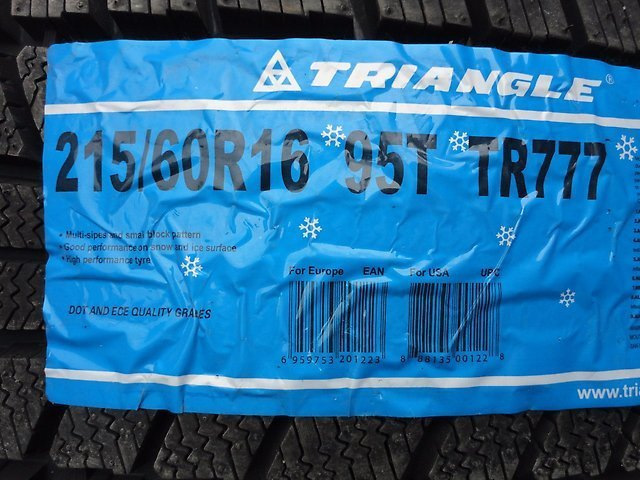 TRIANGLE®
215/60R16 95T TR777
• Multi-sipes and small block pattern
• Good performance on snow and ice surface
• High performance tyre
For Europe EAN For USA UPC
DOT AND ECE QUALITY GRADES
6 959753 201223 8 88135 00122 8
www.tria